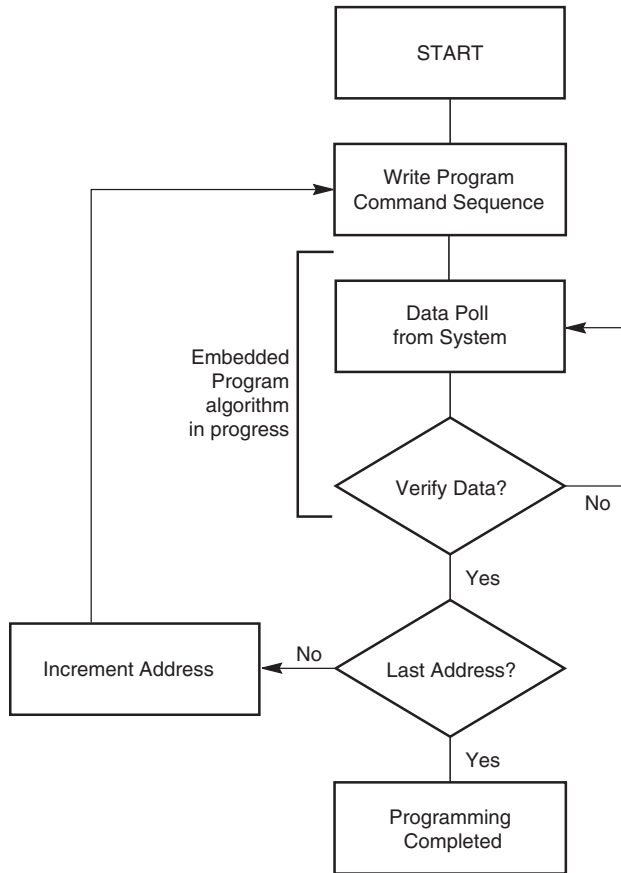 START
Write Program
Command Sequence
Data Poll
from System
Embedded
Program
algorithm
in progress
Verify Data?
No
Yes
Increment Address
No
Last Address?
Yes
Programming
Completed